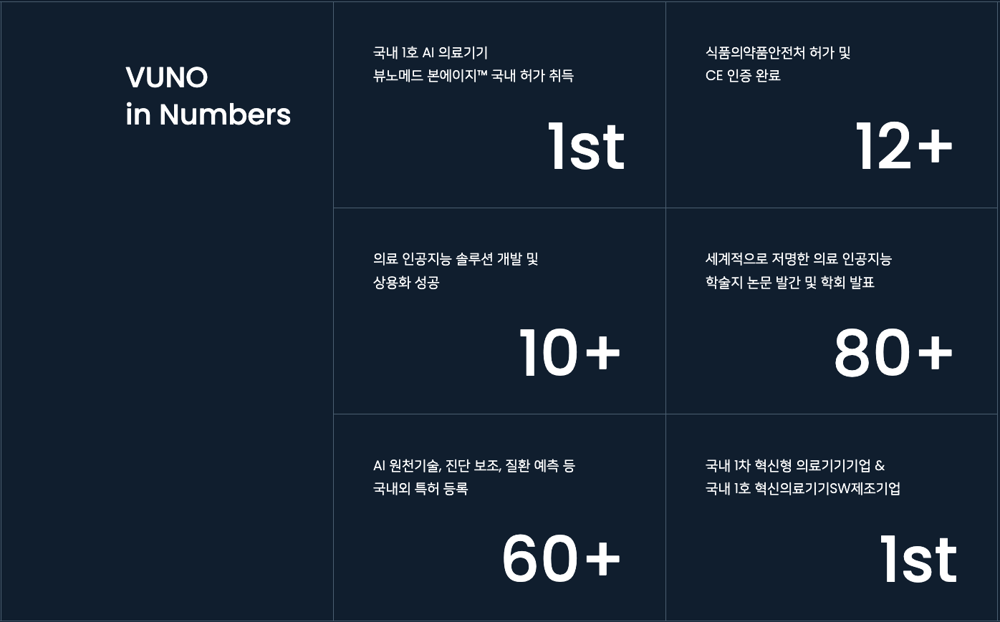 VUNO
in Numbers
국내 1호 AI 의료기기
뷰노메드 본에이지™ 국내 허가 취득
1st
식품의약품안전처 허가 및
CE 인증 완료
12+
의료 인공지능 솔루션 개발 및
상용화 성공
10+
세계적으로 저명한 의료 인공지능
학술지 논문 발간 및 학회 발표
80+
AI 원천기술, 진단 보조, 질환 예측 등
국내외 특허 등록
60+
국내 1차 혁신형 의료기기기업 &
국내 1호 혁신의료기기SW제조기업
1st